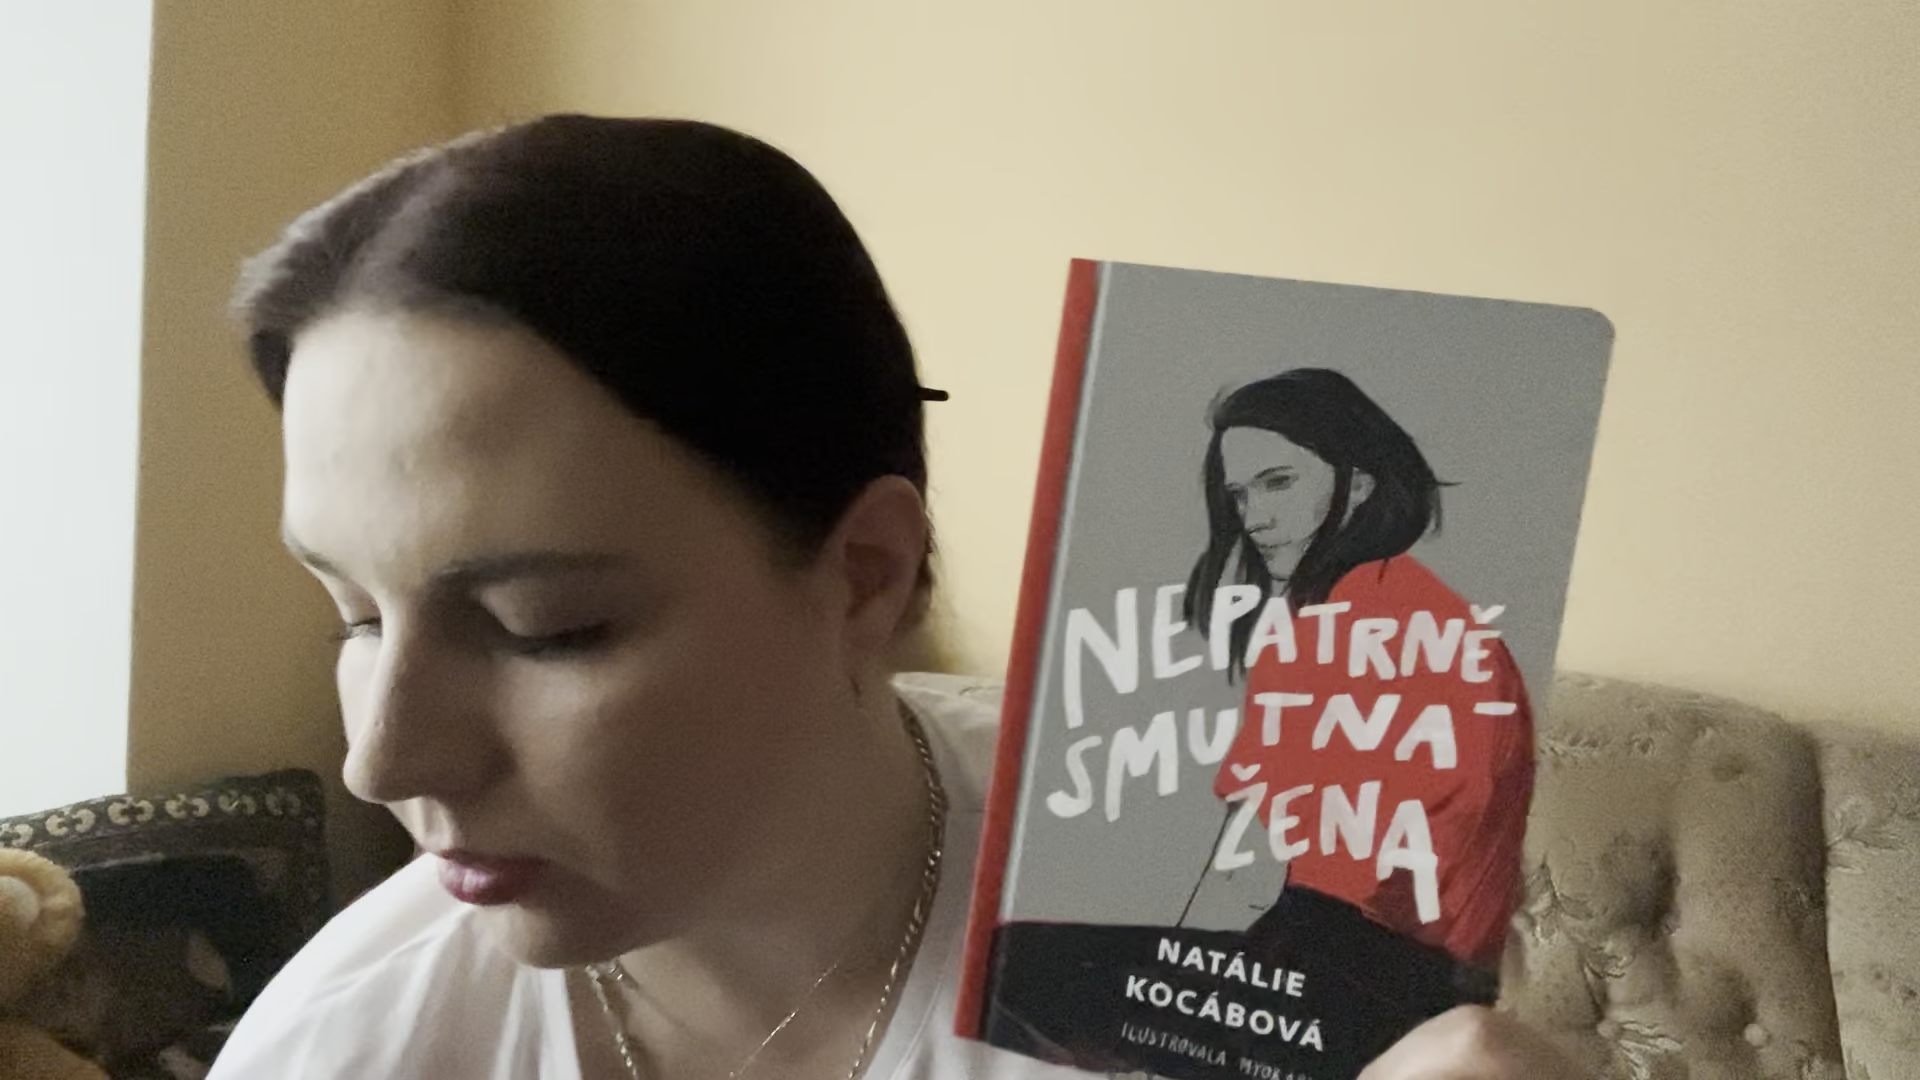 NEPATRNĚ
SMUTNÁ
ŽENA
NATÁLIE
KOCÁBOVÁ
ILUSTROVALA